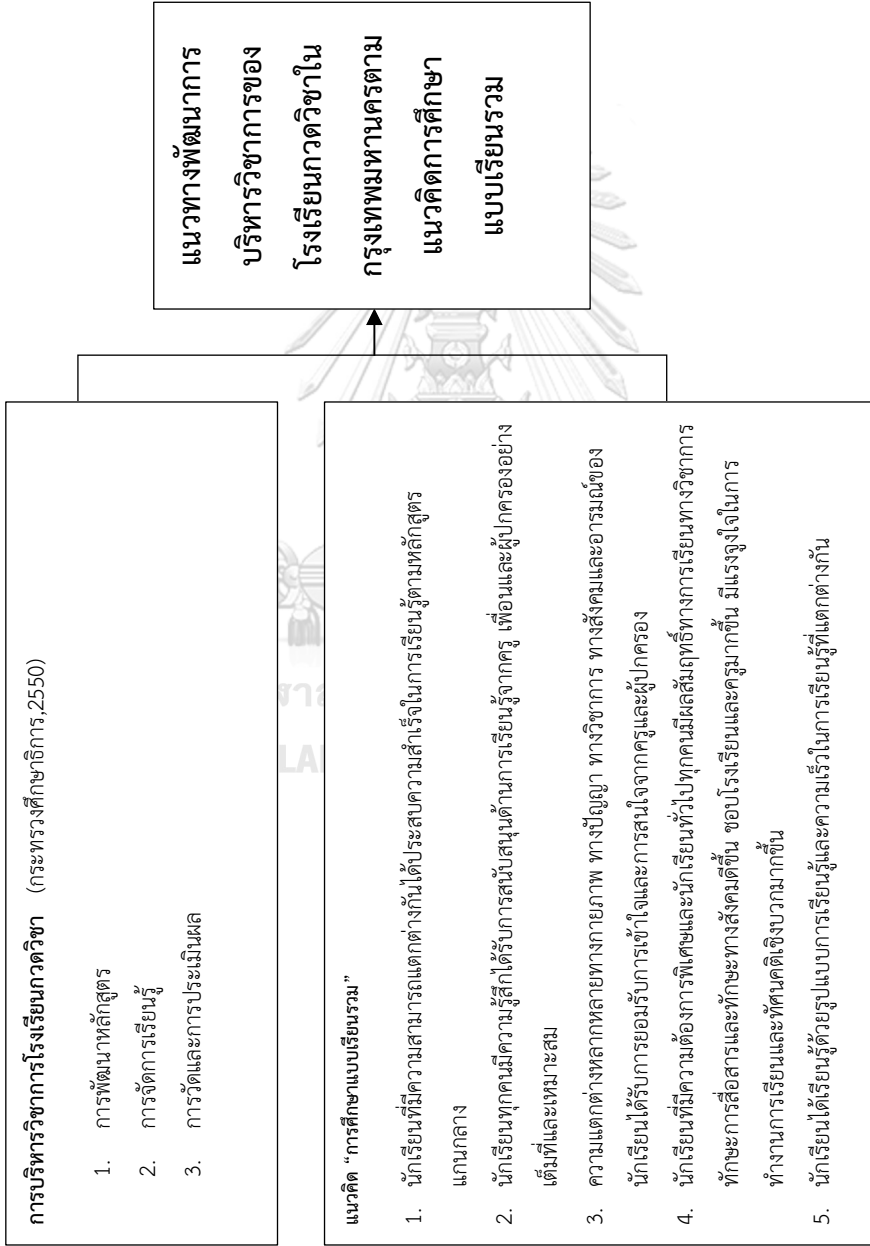 การบริหารวิชาการโรงเรียนกวดวิชา (กระทรวงศึกษาธิการ,2550)
1. การพัฒนาหลักสูตร
2. การจัดการเรียนรู้
3. การวัดและการประเมินผล
แนวคิด “การศึกษาแบบเรียนรวม”
1. นักเรียนที่มีความสามารถแตกต่างกันได้ประสบความสำเร็จในการเรียนรู้ตามหลักสูตร
แกนกลาง
2. นักเรียนทุกคนมีความรู้สึกได้รับการสนับสนุนด้านการเรียนรู้จากครู เพื่อนและผู้ปกครองอย่าง
เต็มที่และเหมาะสม
3. ความแตกต่างหลากหลายทางกายภาพ ทางปัญญา ทางวิชาการ ทางสังคมและอารมณ์ของ
นักเรียนได้รับการยอมรับการเข้าใจและการสนใจจากครูและผู้ปกครอง
4. นักเรียนที่มีความต้องการพิเศษและนักเรียนทั่วไปทุกคนมีผลสัมฤทธิ์ทางการเรียนทางวิชาการ
ทักษะการสื่อสารและทักษะทางสังคมดีขึ้น ชอบโรงเรียนและครูมากขึ้น มีแรงจูงใจในการ
ทำงานการเรียนและทัศนคติเชิงบวกมากขึ้น
5. นักเรียนได้เรียนรู้ด้วยรูปแบบการเรียนรู้และความเร็วในการเรียนรู้ที่แตกต่างกัน
แนวทางพัฒนาการ
บริหารวิชาการของ
โรงเรียนกวดวิชาใน
กรุงเทพมหานครตาม
แนวคิดการศึกษา
แบบเรียนรวม